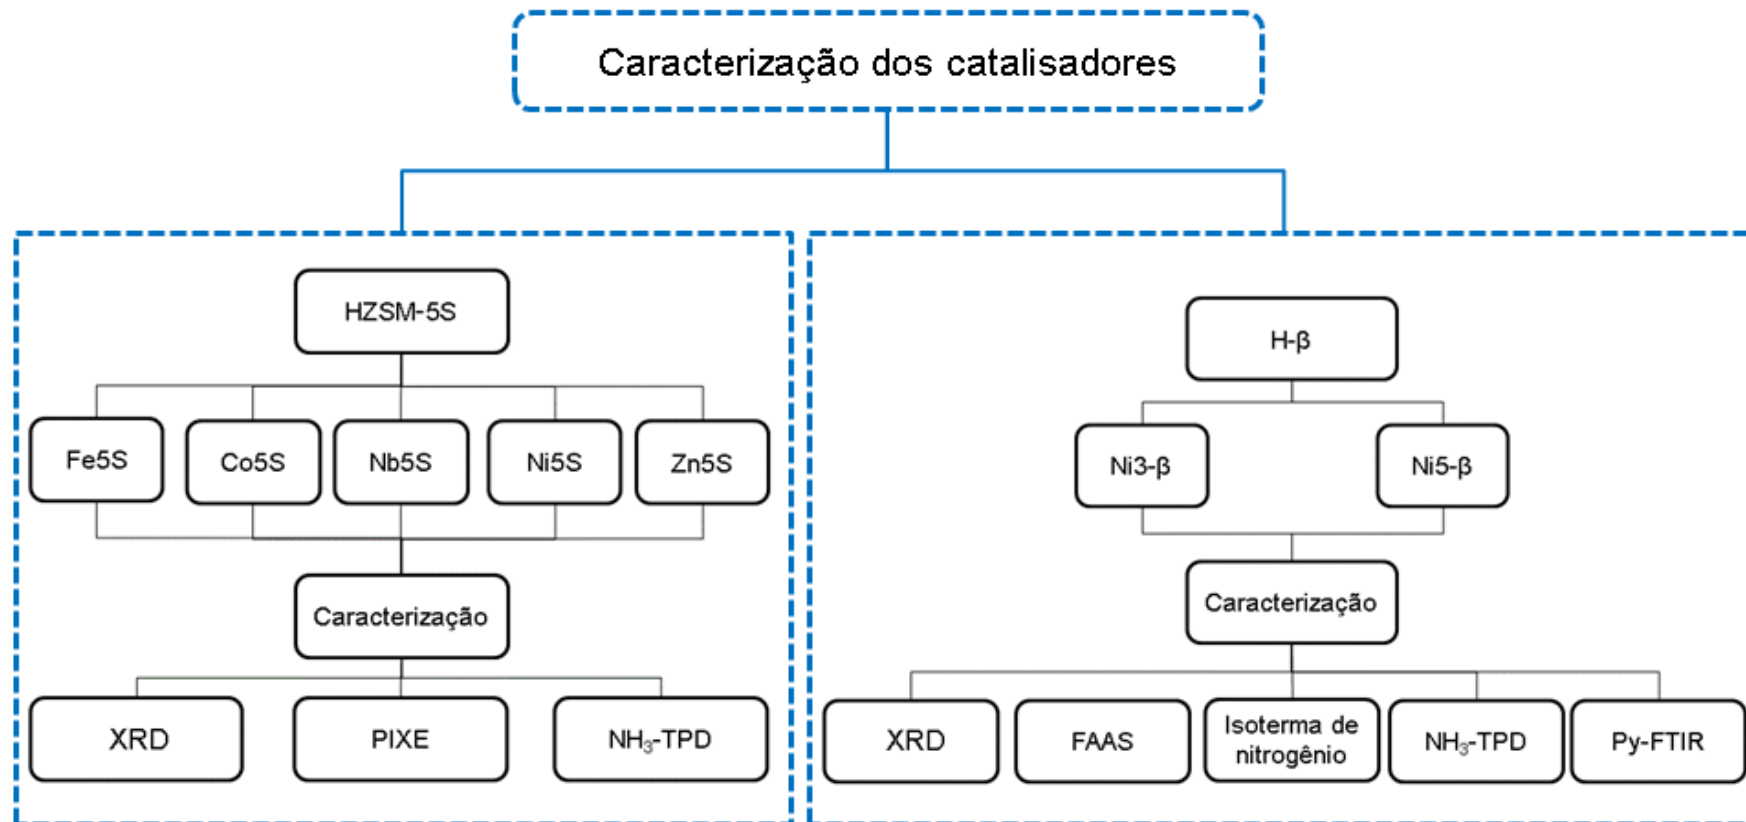 Caracterização dos catalisadores
HZSM-5S
Fe5S
Co5S
Nb5S
Ni5S
Zn5S
Caracterização
XRD
PIXE
NH₃-TPD
H-β
Ni3-β
Ni5-β
Caracterização
XRD
FAAS
Isoterma de
nitrogênio
NH₃-TPD
Py-FTIR